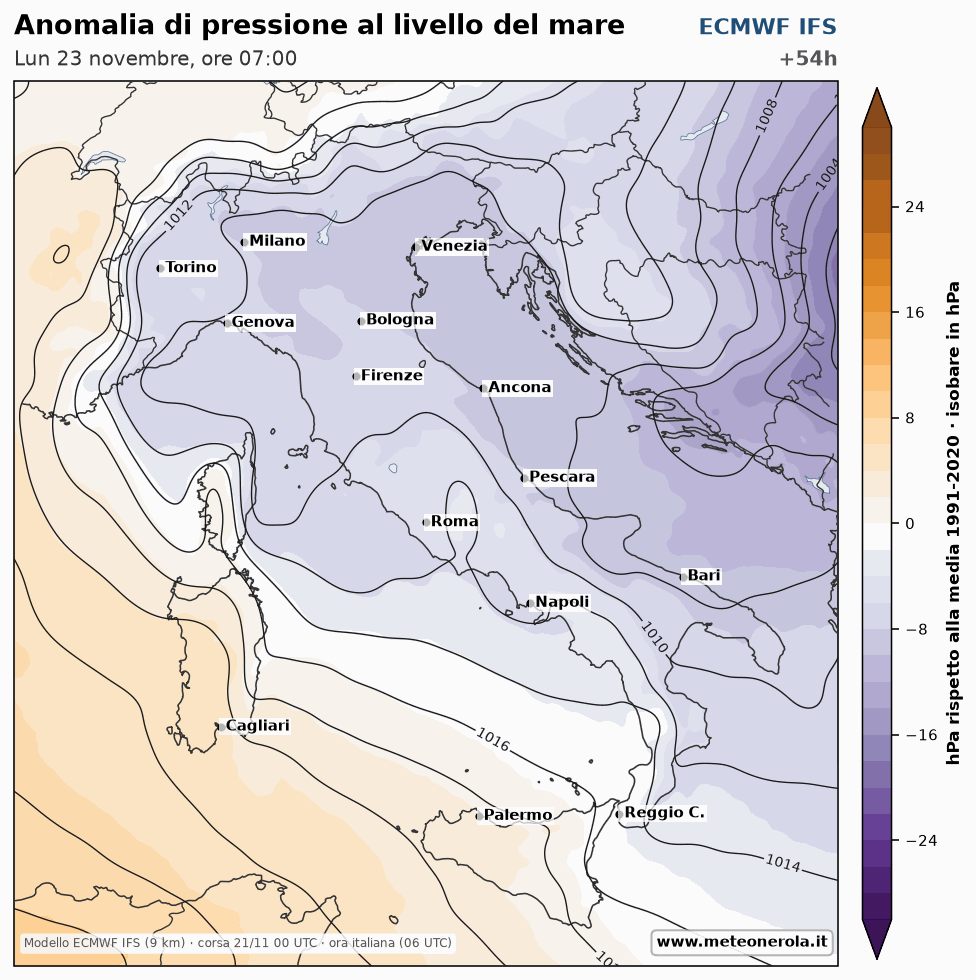 Anomalia di pressione al livello del mare
ECMWF IFS
Lun 23 novembre, ore 07:00
+54h
1008
1004
1012
Milano
Venezia
Torino
Genova
Bologna
Firenze
Ancona
Pescara
Roma
Bari
Napoli
1010
Cagliari
1016
Palermo
Reggio C.
1014
24
16
8
0
−8
−16
−24
hPa rispetto alla media 1991-2020 · isobare in hPa
Modello ECMWF IFS (9 km) · corsa 21/11 00 UTC · ora italiana (06 UTC)
www.meteonerola.it